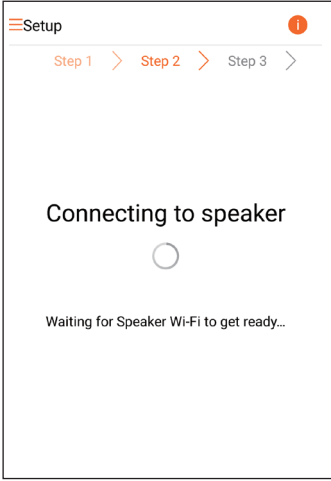 Setup
i
Step 1 Step 2 Step 3
Connecting to speaker
Waiting for Speaker Wi-Fi to get ready...